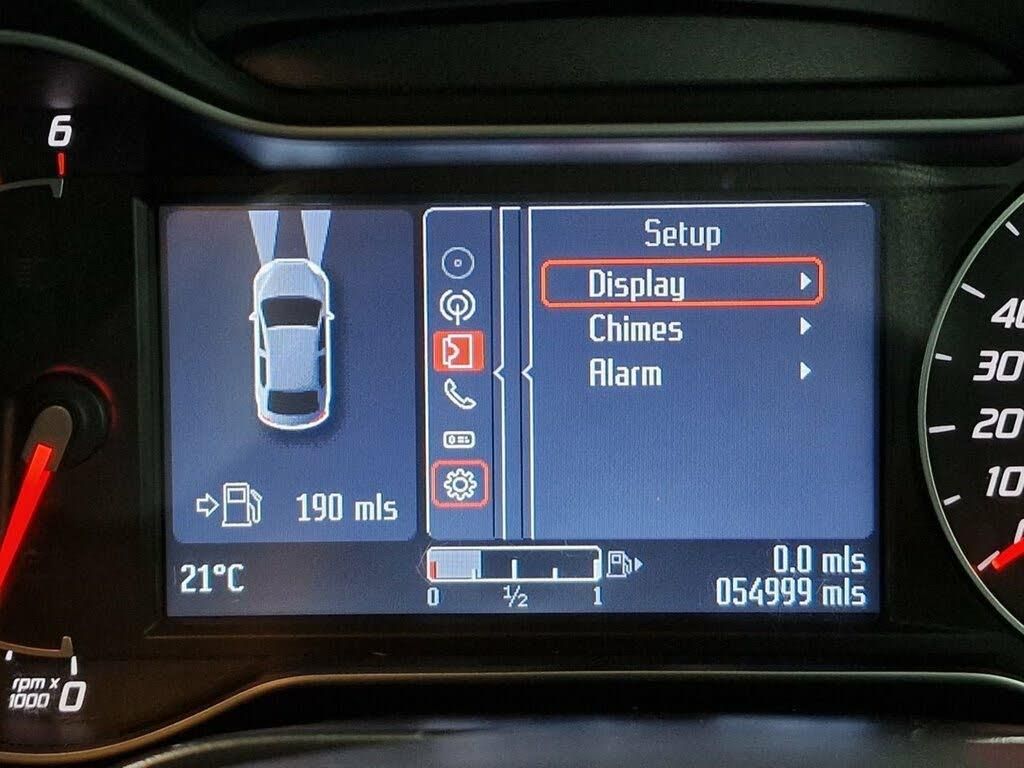 6
Setup
Display
Chimes
Alarm
190 mls
21°C
0 1/2 1
0.0 mls
054999 mls
rpm x
1000 0
40
30
20
10